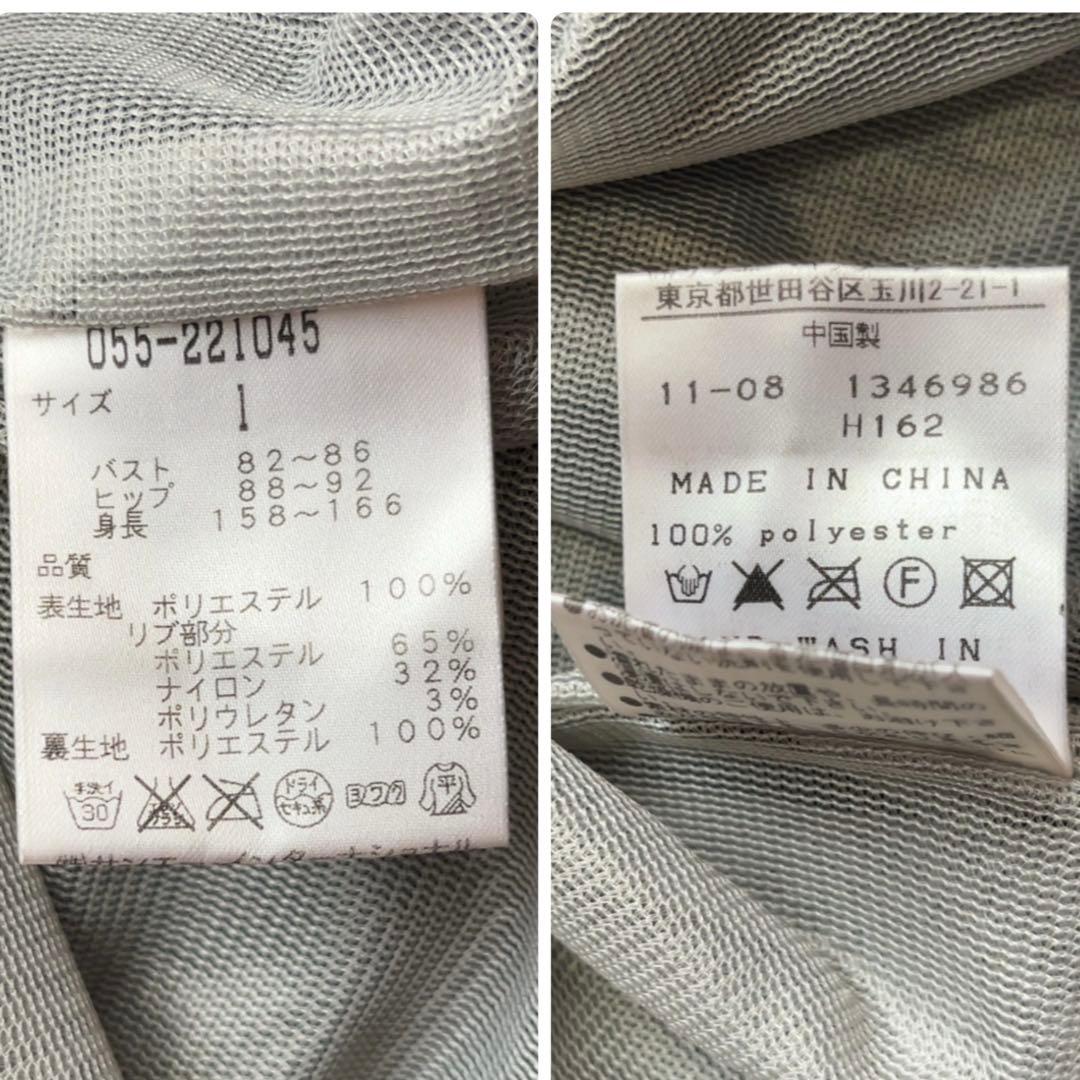 055-221045
サイズ 1
バスト 82〜86
ヒップ 88〜92
身長 158〜166
品質
表生地 ポリエステル 100%
リブ部分
ポリエステル 65%
ナイロン 32%
ポリウレタン 3%
裏生地 ポリエステル 100%
手洗イ 30 ドライ セキユ系 ヨワク 平
東京都世田谷区玉川2-21-1
中国製
11-08 1346986
H162
MADE IN CHINA
100% polyester
F
WASH IN